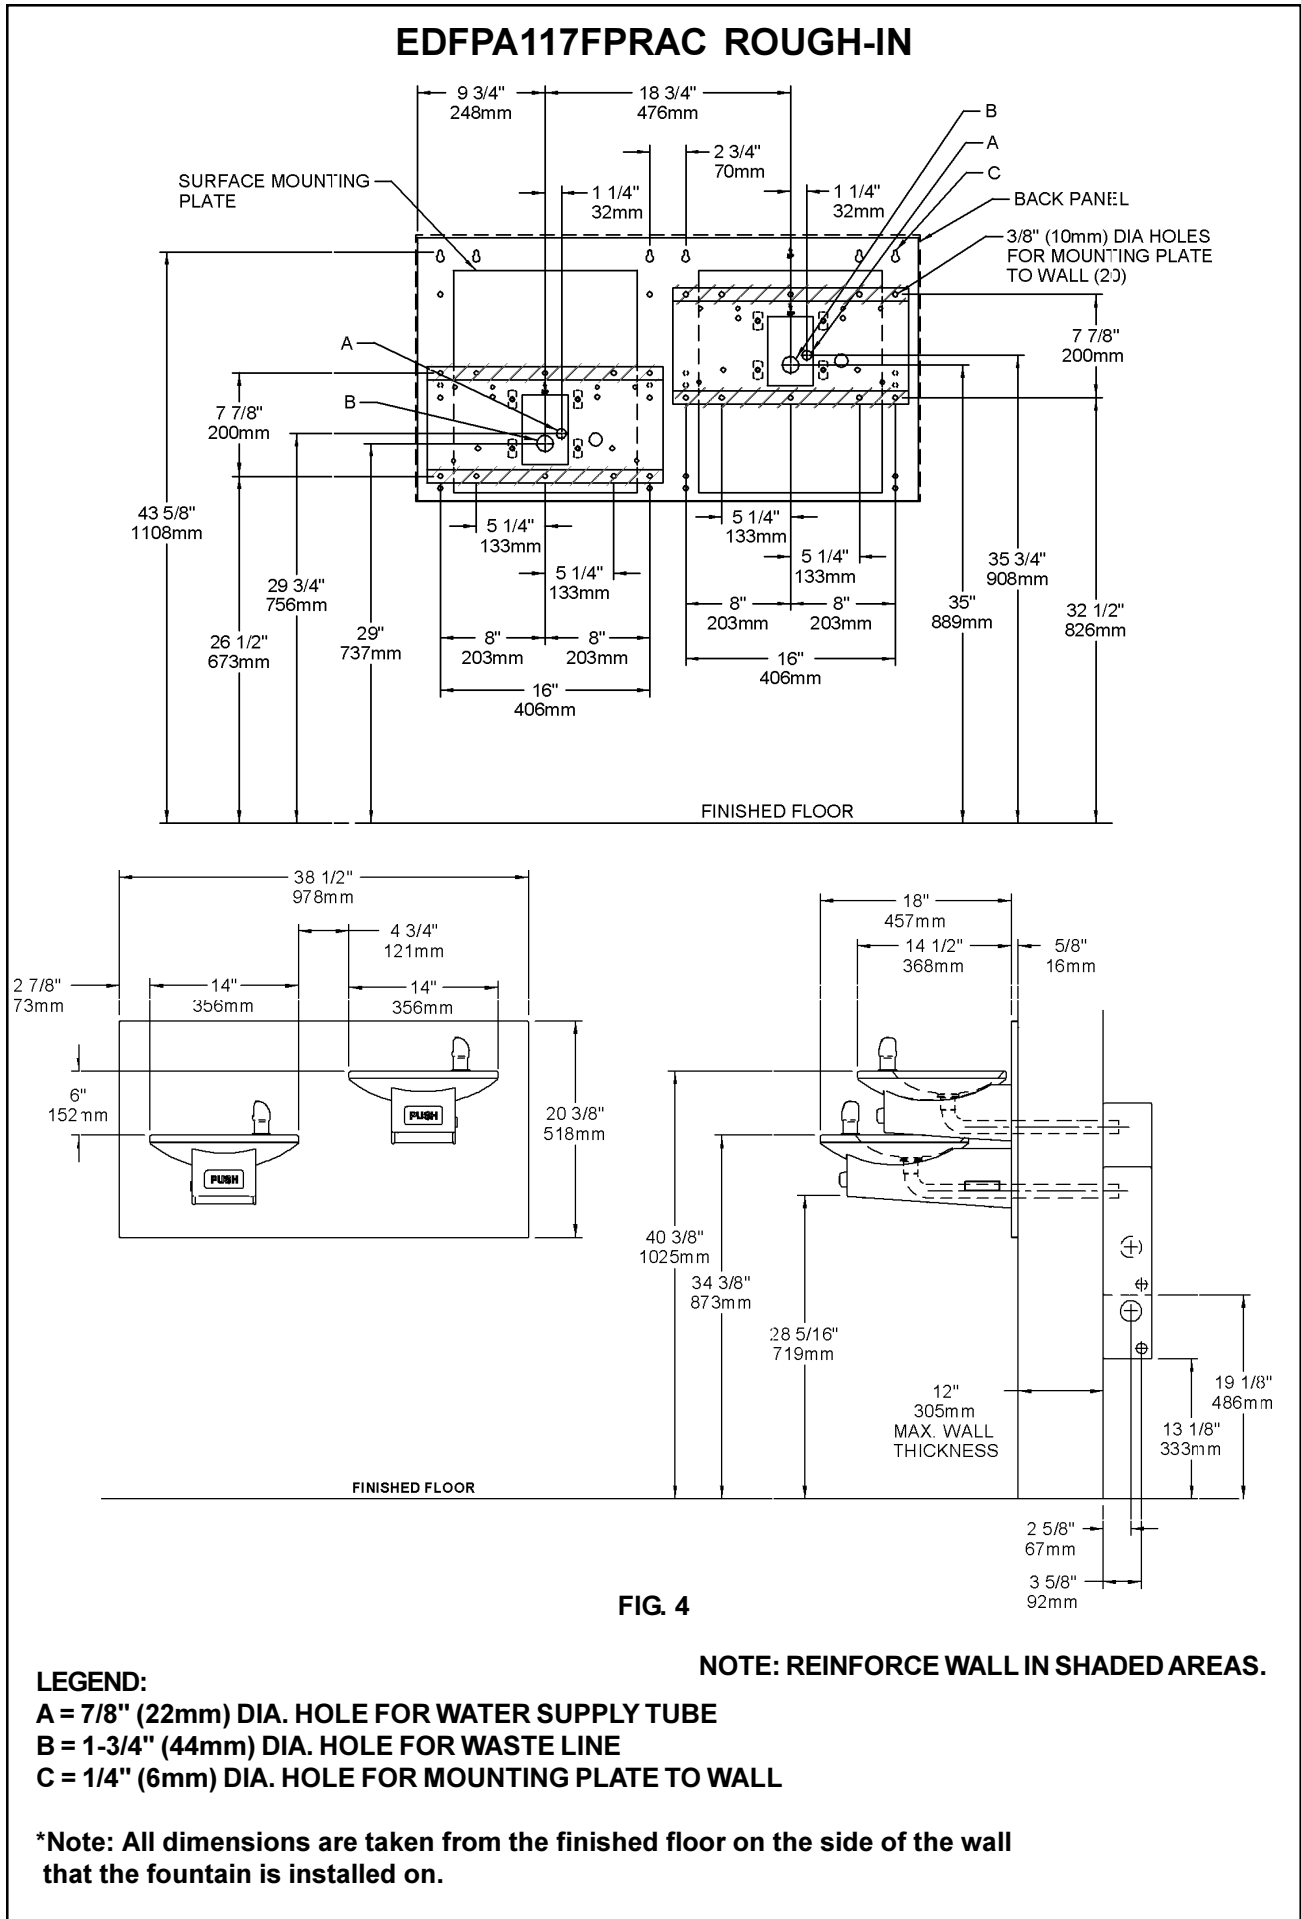 EDFPA117FPRAC ROUGH-IN
9 3/4"
248mm
18 3/4"
476mm
B
A
C
2 3/4"
70mm
SURFACE MOUNTING
PLATE
1 1/4"
32mm
1 1/4"
32mm
BACK PANEL
3/8" (10mm) DIA HOLES
FOR MOUNTING PLATE
TO WALL (20)
A
B
7 7/8"
200mm
7 7/8"
200mm
43 5/8"
1108mm
5 1/4"
133mm
5 1/4"
133mm
5 1/4"
133mm
5 1/4"
133mm
29 3/4"
756mm
35 3/4"
908mm
8"
203mm
8"
203mm
35"
889mm
32 1/2"
826mm
26 1/2"
673mm
29"
737mm
8"
203mm
8"
203mm
16"
406mm
16"
406mm
FINISHED FLOOR
38 1/2"
978mm
18"
457mm
4 3/4"
121mm
14 1/2"
368mm
5/8"
16mm
2 7/8"
73mm
14"
356mm
14"
356mm
6"
152mm
PUSH
PUSH
20 3/8"
518mm
40 3/8"
1025mm
34 3/8"
873mm
28 5/16"
719mm
12"
305mm
MAX. WALL
THICKNESS
19 1/8"
486mm
13 1/8"
333mm
FINISHED FLOOR
2 5/8"
67mm
3 5/8"
92mm
FIG. 4
NOTE: REINFORCE WALL IN SHADED AREAS.
LEGEND:
A = 7/8" (22mm) DIA. HOLE FOR WATER SUPPLY TUBE
B = 1-3/4" (44mm) DIA. HOLE FOR WASTE LINE
C = 1/4" (6mm) DIA. HOLE FOR MOUNTING PLATE TO WALL
*Note: All dimensions are taken from the finished floor on the side of the wall
that the fountain is installed on.